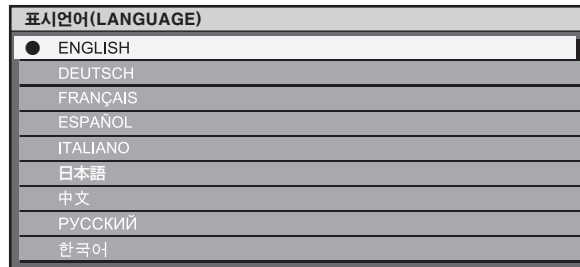 표시언어(LANGUAGE)
ENGLISH
DEUTSCH
FRANÇAIS
ESPAÑOL
ITALIANO
日本語
中文
РУССКИЙ
한국어